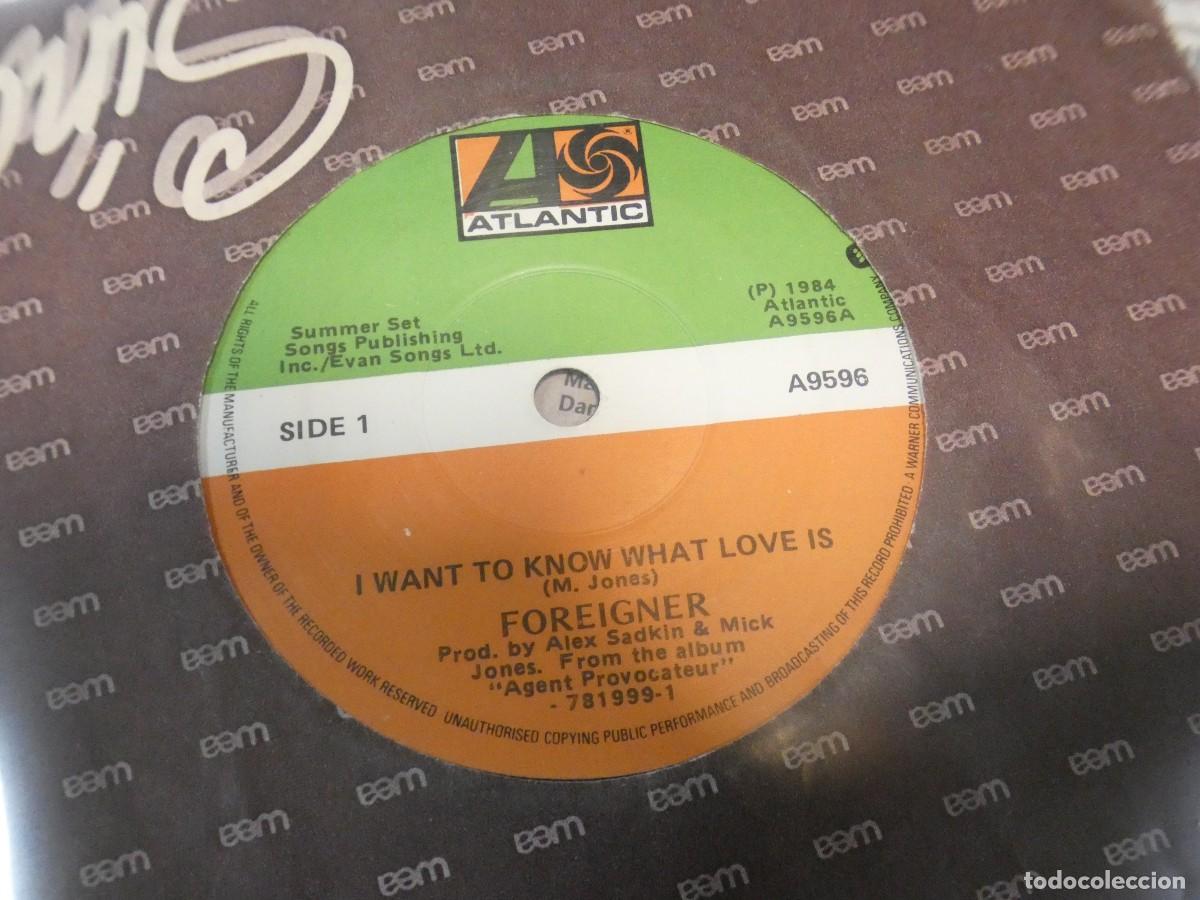 ATLANTIC
Summer Set
Songs Publishing
Inc./Evan Songs Ltd.
(P) 1984
Atlantic
A9596A
SIDE 1
A9596
Dar
I WANT TO KNOW WHAT LOVE IS
(M. Jones)
FOREIGNER
Prod. by Alex Sadkin & Mick
Jones. From the album
"Agent Provocateur"
- 781999-1
ALL RIGHTS OF THE MANUFACTURER AND OF THE OWNER OF THE RECORDED WORK RESERVED UNAUTHORISED COPYING PUBLIC PERFORMANCE AND BROADCASTING OF THIS RECORD PROHIBITED A WARNER COMMUNICATIONS COMPANY
wea
todocoleccion